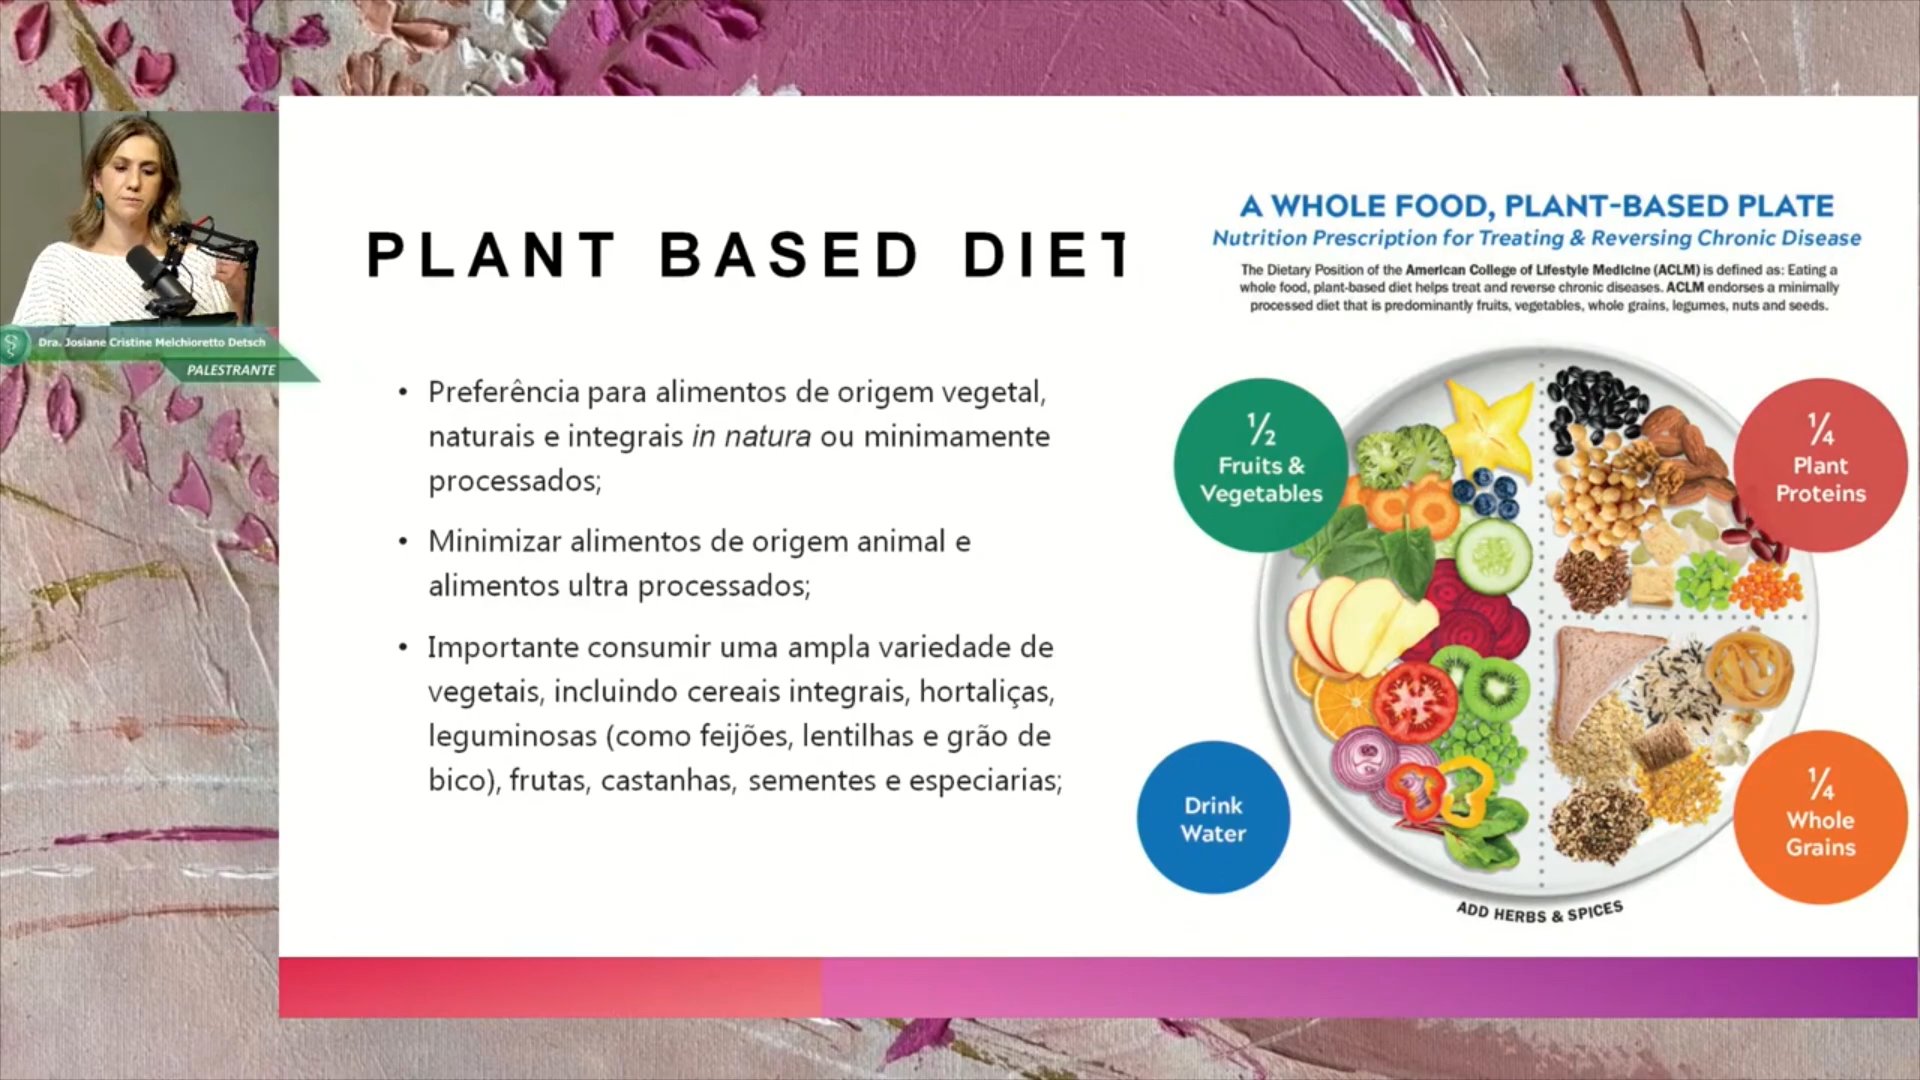 Dra. Josiane Cristine Melchioretto Detsch
PALESTRANTE
PLANT BASED DIET
• Preferência para alimentos de origem vegetal,
naturais e integrais in natura ou minimamente
processados;
• Minimizar alimentos de origem animal e
alimentos ultra processados;
• Importante consumir uma ampla variedade de
vegetais, incluindo cereais integrais, hortaliças,
leguminosas (como feijões, lentilhas e grão de
bico), frutas, castanhas, sementes e especiarias;
A WHOLE FOOD, PLANT-BASED PLATE
Nutrition Prescription for Treating & Reversing Chronic Disease
The Dietary Position of the American College of Lifestyle Medicine (ACLM) is defined as: Eating a
whole food, plant-based diet helps treat and reverse chronic diseases. ACLM endorses a minimally
processed diet that is predominantly fruits, vegetables, whole grains, legumes, nuts and seeds.
½
Fruits &
Vegetables
¼
Plant
Proteins
Drink
Water
¼
Whole
Grains
ADD HERBS & SPICES